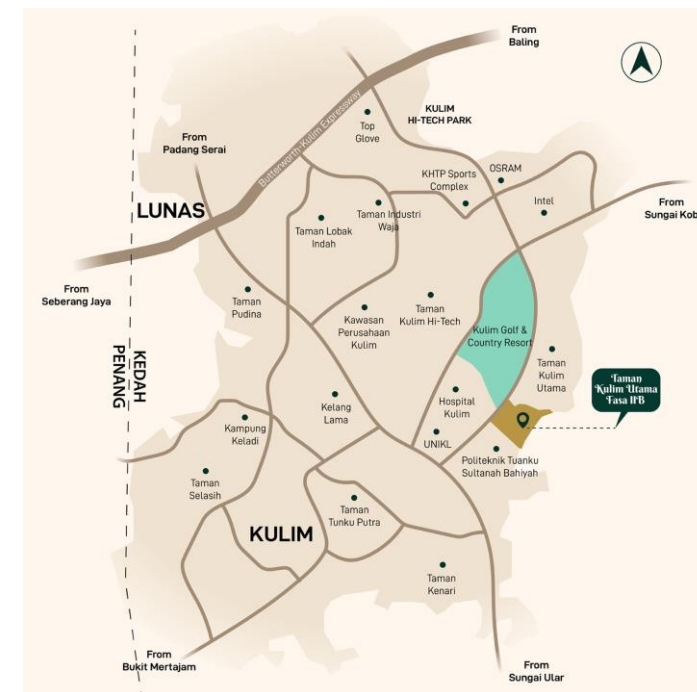 From
Baling
KULIM
HI-TECH PARK
Top
Glove
From
Padang Serai
Butterworth-Kulim Expressway
KHTP Sports
Complex
OSRAM
Intel
From
Sungai Kob
LUNAS
Taman Industri
Waja
Taman Lobak
Indah
From
Seberang Jaya
Taman
Pudina
Kawasan
Perusahaan
Kulim
Taman
Kulim Hi-Tech
Kulim Golf &
Country Resort
Taman
Kulim
Utama
Taman
Kulim Utama
Fasa 11B
KEDAH
PENANG
Kelang
Lama
Hospital
Kulim
UNIKL
Kampung
Keladi
Politeknik Tuanku
Sultanah Bahiyah
Taman
Selasih
KULIM
Taman
Tunku Putra
Taman
Kenari
From
Bukit Mertajam
From
Sungai Ular